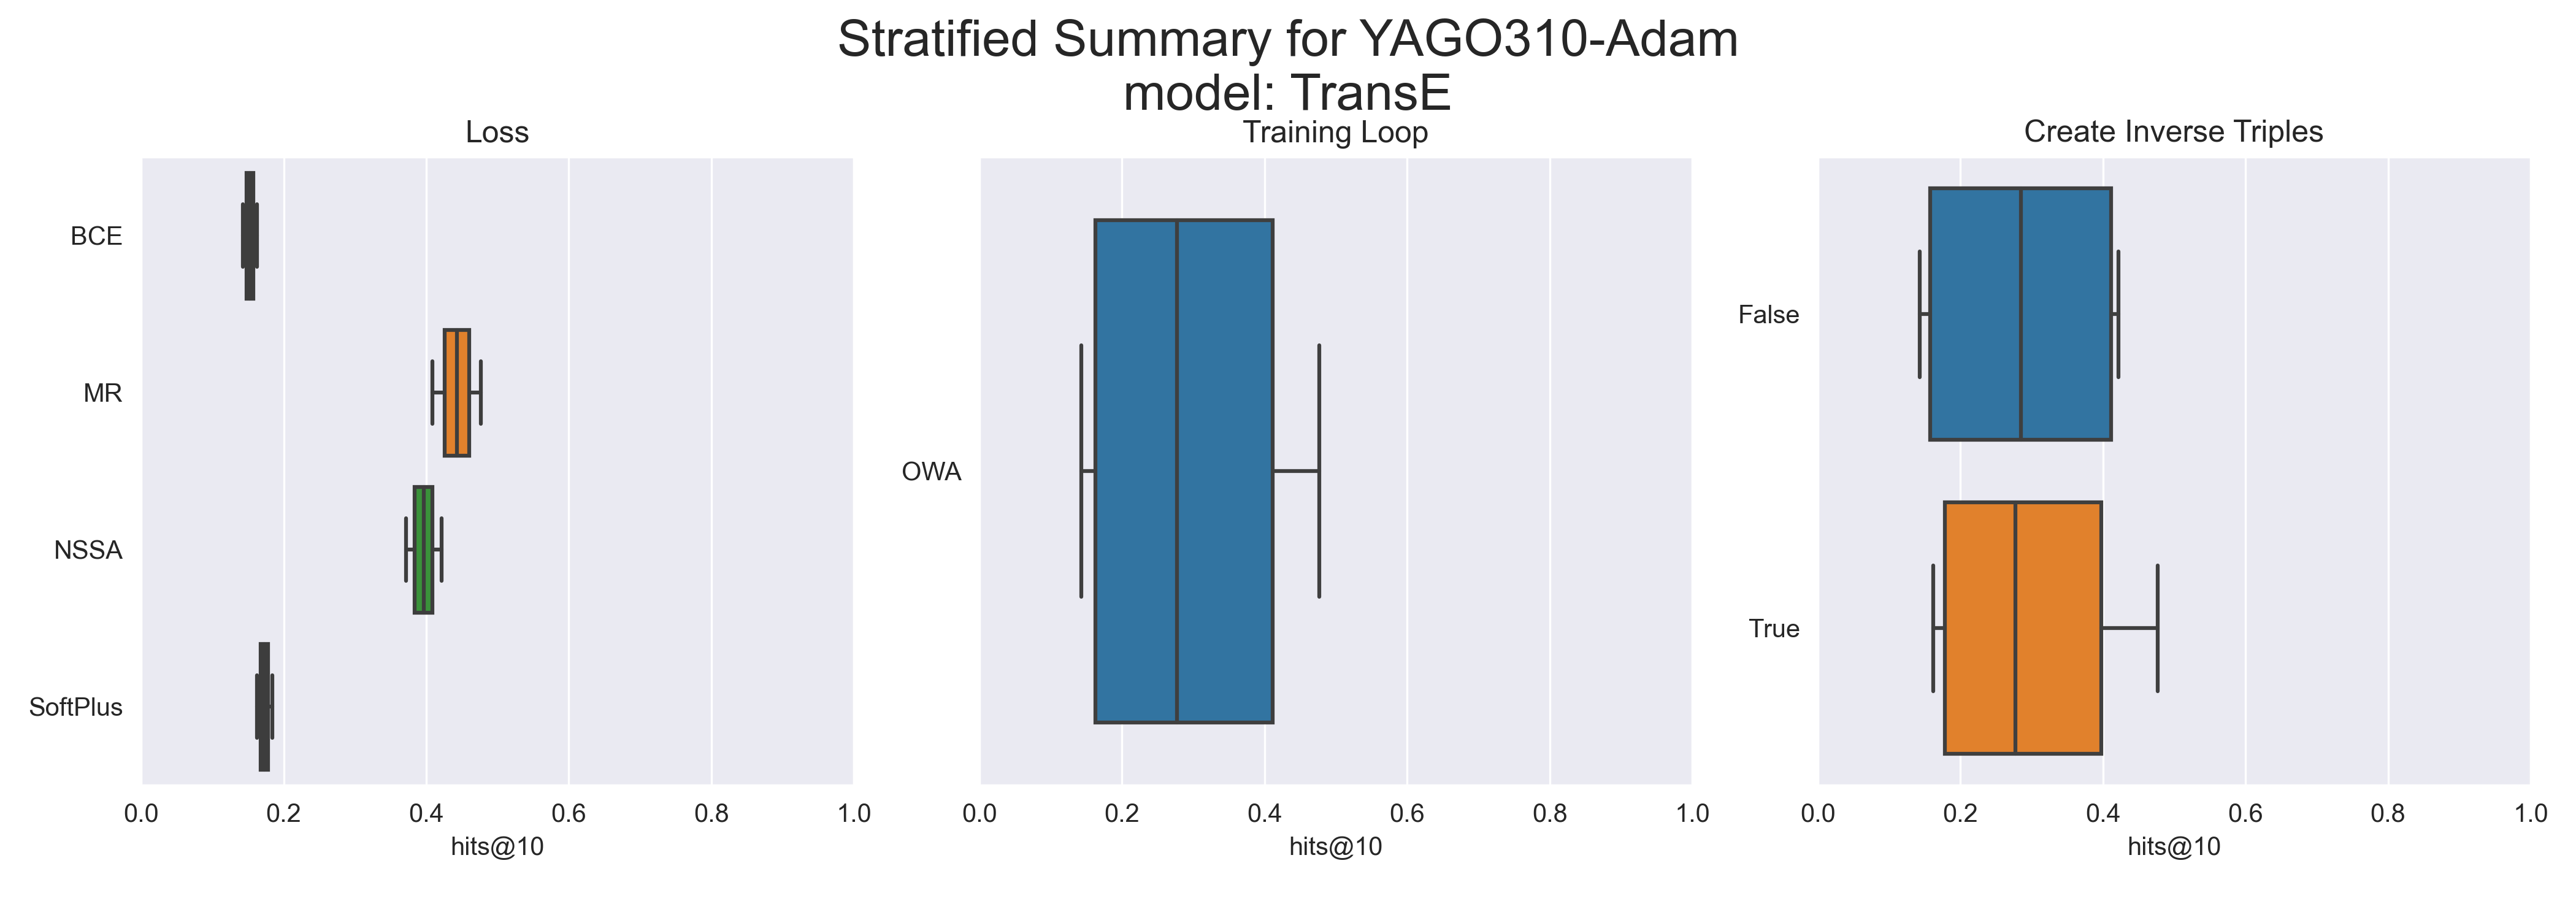 Stratified Summary for YAGO310-Adam
model: TransE
Loss
BCE
MR
NSSA
SoftPlus
0.0 0.2 0.4 0.6 0.8 1.0
hits@10
Training Loop
OWA
0.0 0.2 0.4 0.6 0.8 1.0
hits@10
Create Inverse Triples
False
True
0.0 0.2 0.4 0.6 0.8 1.0
hits@10